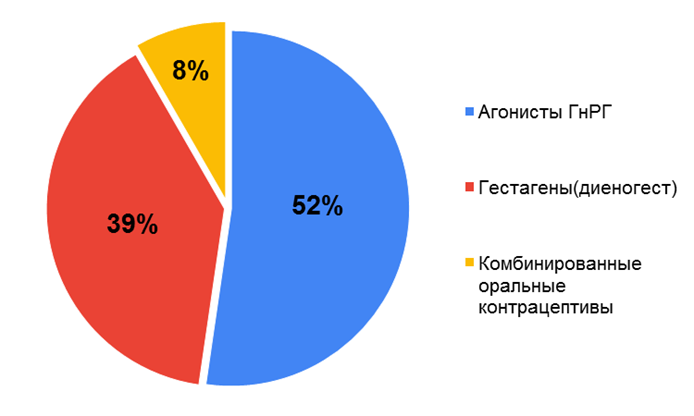 8%
39%
52%
Агонисты ГнРГ
Гестагены(диеногест)
Комбинированные
оральные
контрацептивы